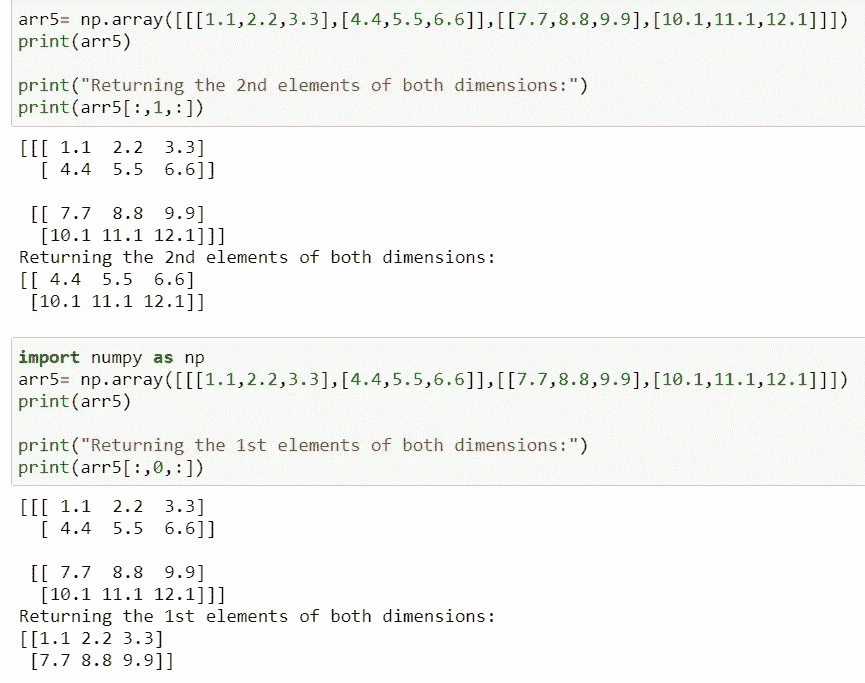 arr5= np.array([[[1.1,2.2,3.3],[4.4,5.5,6.6]],[[7.7,8.8,9.9],[10.1,11.1,12.1]]])
print(arr5)
print("Returning the 2nd elements of both dimensions:")
print(arr5[:,1,:])
[[[ 1.1  2.2  3.3]
  [ 4.4  5.5  6.6]]
 [[ 7.7  8.8  9.9]
  [10.1 11.1 12.1]]]
Returning the 2nd elements of both dimensions:
[[ 4.4  5.5  6.6]
 [10.1 11.1 12.1]]
import numpy as np
arr5= np.array([[[1.1,2.2,3.3],[4.4,5.5,6.6]],[[7.7,8.8,9.9],[10.1,11.1,12.1]]])
print(arr5)
print("Returning the 1st elements of both dimensions:")
print(arr5[:,0,:])
[[[ 1.1  2.2  3.3]
  [ 4.4  5.5  6.6]]
 [[ 7.7  8.8  9.9]
  [10.1 11.1 12.1]]]
Returning the 1st elements of both dimensions:
[[1.1 2.2 3.3]
 [7.7 8.8 9.9]]